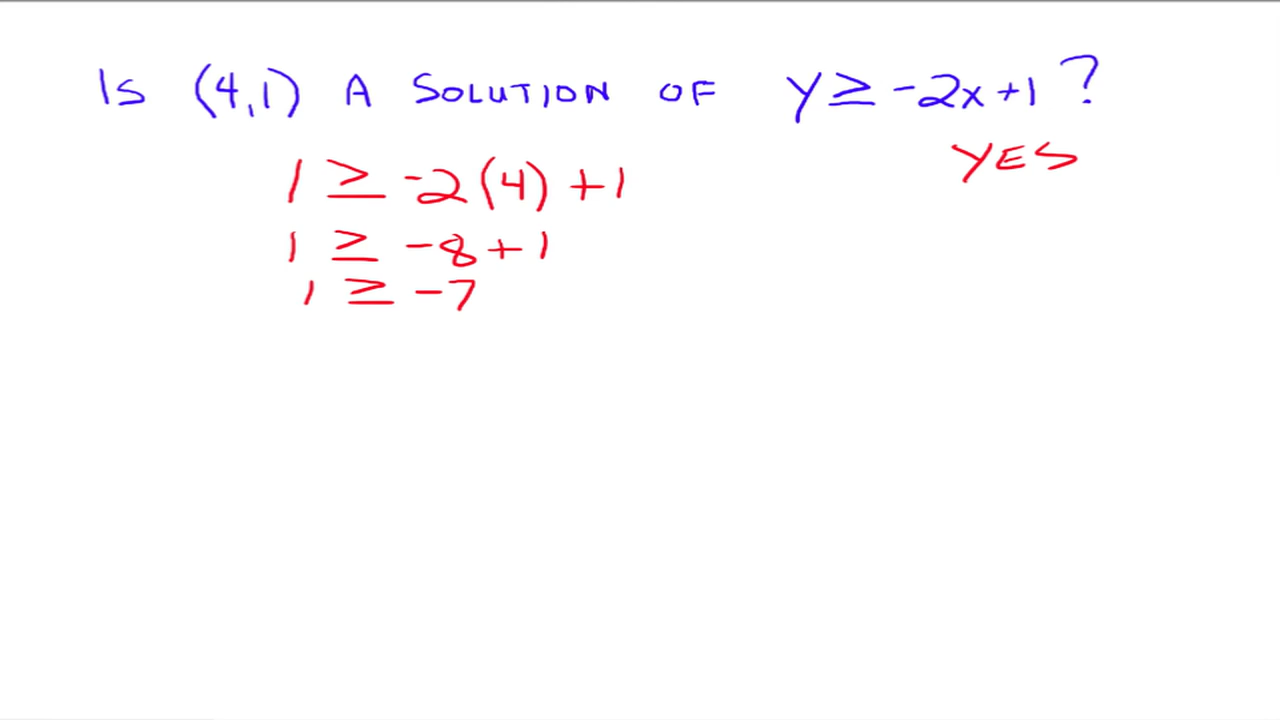 Is (4,1) A SOLUTION OF y ≥ -2x+1?
YES
1 ≥ -2(4)+1
1 ≥ -8+1
1 ≥ -7